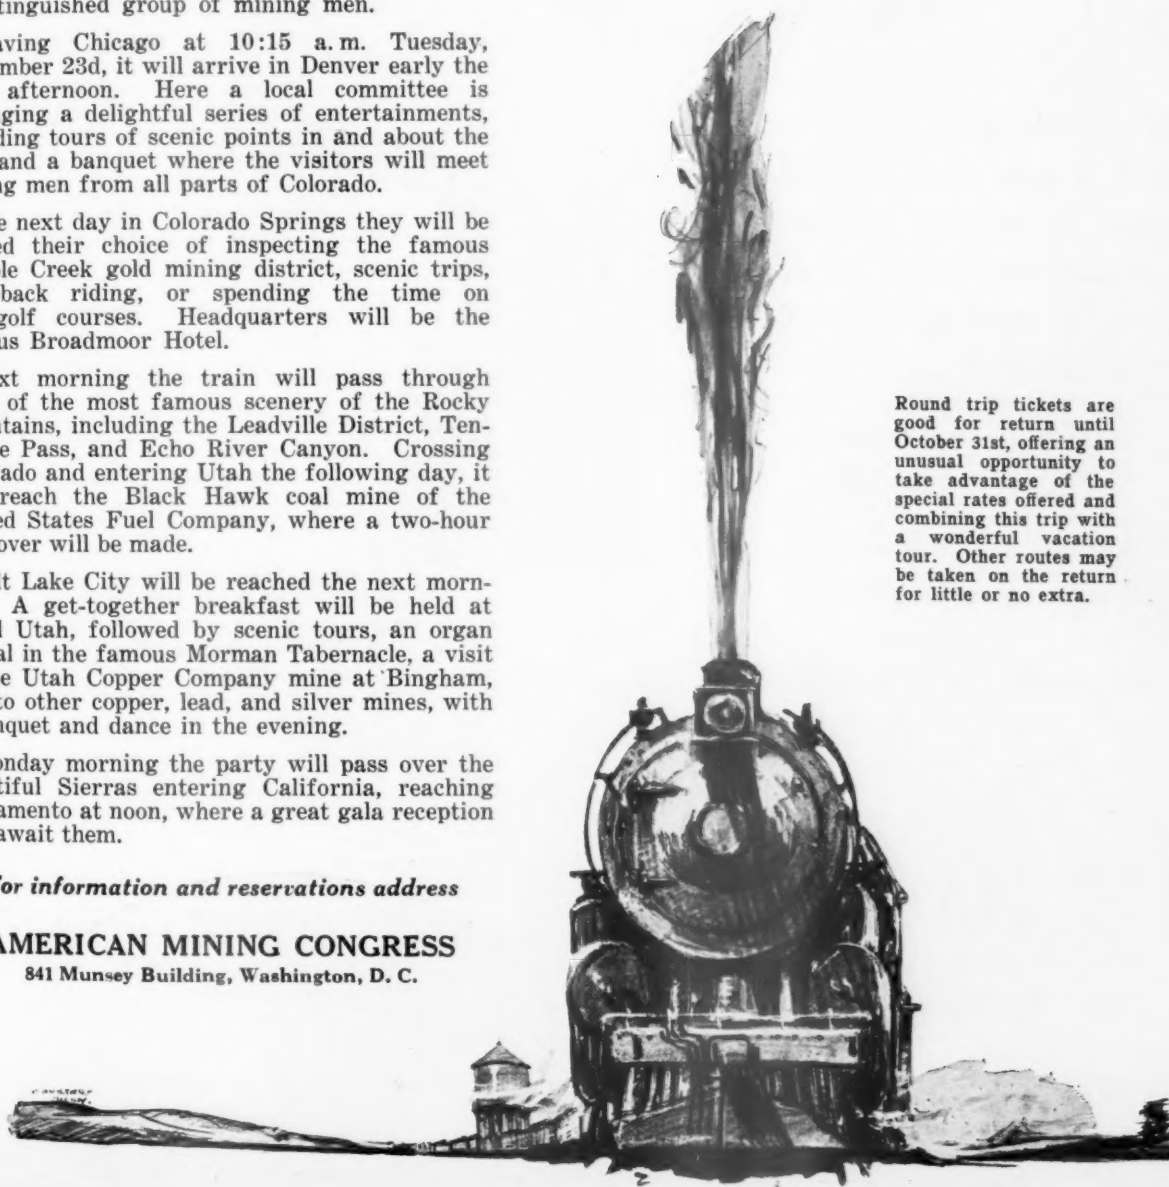 tinguished group of mining men.
aving Chicago at 10:15 a. m. Tuesday,
mber 23d, it will arrive in Denver early the
afternoon. Here a local committee is
ging a delightful series of entertainments,
ding tours of scenic points in and about the
and a banquet where the visitors will meet
ng men from all parts of Colorado.
e next day in Colorado Springs they will be
ed their choice of inspecting the famous
le Creek gold mining district, scenic trips,
back riding, or spending the time on
golf courses. Headquarters will be the
us Broadmoor Hotel.
xt morning the train will pass through
of the most famous scenery of the Rocky
tains, including the Leadville District, Ten-
e Pass, and Echo River Canyon. Crossing
ado and entering Utah the following day, it
reach the Black Hawk coal mine of the
ed States Fuel Company, where a two-hour
over will be made.
lt Lake City will be reached the next morn-
A get-together breakfast will be held at
l Utah, followed by scenic tours, an organ
al in the famous Morman Tabernacle, a visit
e Utah Copper Company mine at Bingham,
to other copper, lead, and silver mines, with
nquet and dance in the evening.
onday morning the party will pass over the
tiful Sierras entering California, reaching
amento at noon, where a great gala reception
await them.
For information and reservations address
AMERICAN MINING CONGRESS
841 Munsey Building, Washington, D. C.
Round trip tickets are
good for return until
October 31st, offering an
unusual opportunity to
take advantage of the
special rates offered and
combining this trip with
a wonderful vacation
tour. Other routes may
be taken on the return
for little or no extra.